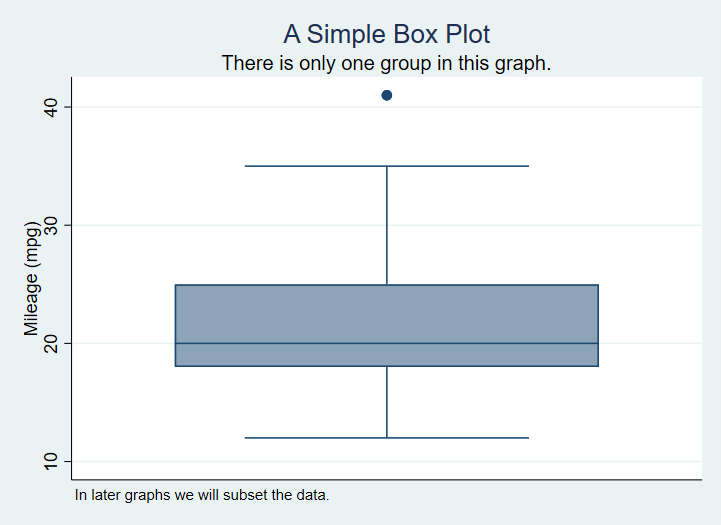 A Simple Box Plot
There is only one group in this graph.
Mileage (mpg)
40
30
20
10
In later graphs we will subset the data.